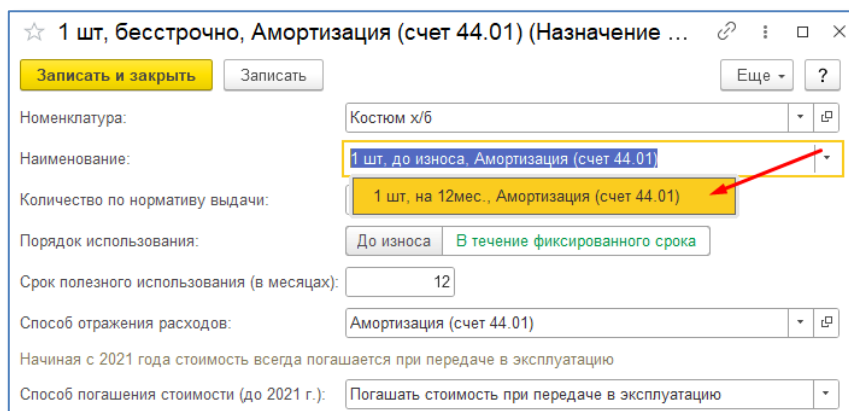 1 шт, бессрочно, Амортизация (счет 44.01) (Назначение ...
Записать и закрыть Записать Еще ?
Номенклатура: Костюм х/б
Наименование: 1 шт, до износа, Амортизация (счет 44.01)
1 шт, на 12мес., Амортизация (счет 44.01)
Количество по нормативу выдачи:
Порядок использования: До износа В течение фиксированного срока
Срок полезного использования (в месяцах): 12
Способ отражения расходов: Амортизация (счет 44.01)
Начиная с 2021 года стоимость всегда погашается при передаче в эксплуатацию
Способ погашения стоимости (до 2021 г.): Погашать стоимость при передаче в эксплуатацию